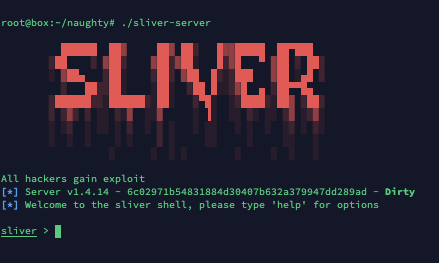 root@box:~/naughty# ./sliver-server
SLIVER
All hackers gain exploit
[*] Server v1.4.14 - 6c02971b54831884d30407b632a379947dd289ad - Dirty
[*] Welcome to the sliver shell, please type 'help' for options
sliver >